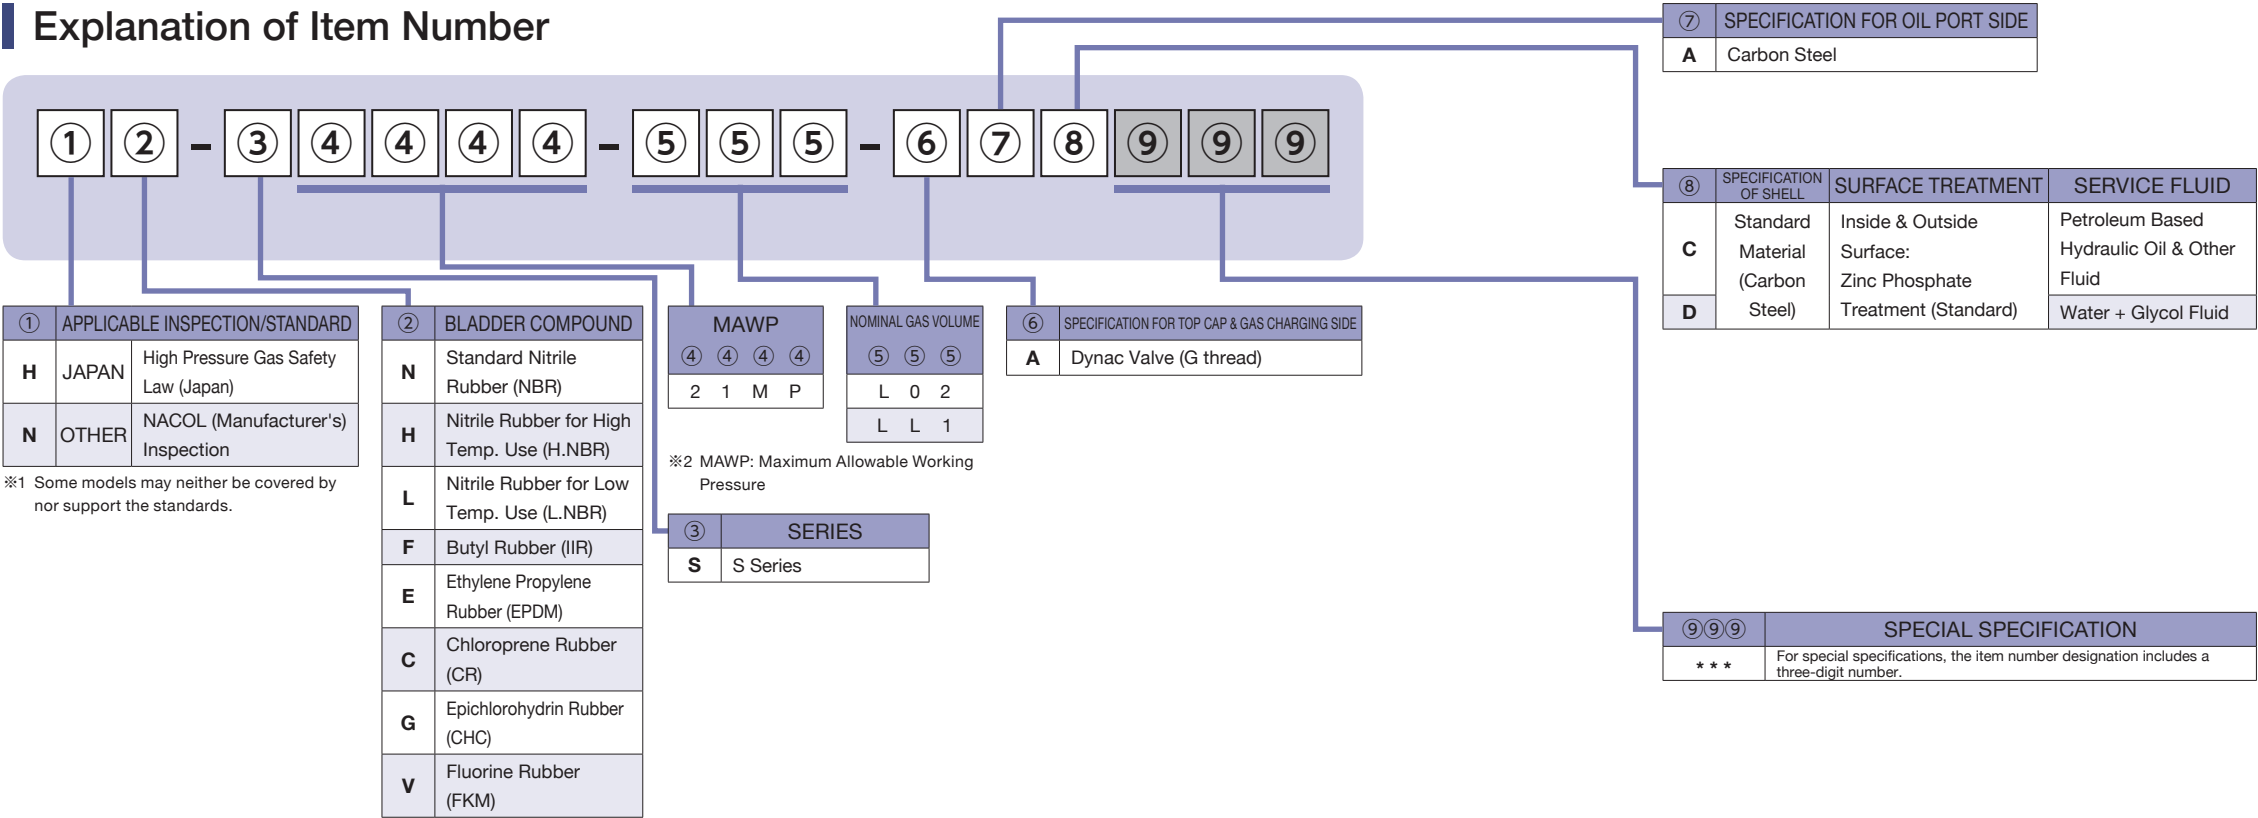 Explanation of Item Number
① ② - ③ ④ ④ ④ ④ - ⑤ ⑤ ⑤ - ⑥ ⑦ ⑧ ⑨ ⑨ ⑨
① APPLICABLE INSPECTION/STANDARD
H JAPAN High Pressure Gas Safety
Law (Japan)
N OTHER NACOL (Manufacturer's)
Inspection
※1 Some models may neither be covered by
nor support the standards.
② BLADDER COMPOUND
N Standard Nitrile
Rubber (NBR)
H Nitrile Rubber for High
Temp. Use (H.NBR)
L Nitrile Rubber for Low
Temp. Use (L.NBR)
F Butyl Rubber (IIR)
E Ethylene Propylene
Rubber (EPDM)
C Chloroprene Rubber
(CR)
G Epichlorohydrin Rubber
(CHC)
V Fluorine Rubber
(FKM)
MAWP
④ ④ ④ ④
2 1 M P
NOMINAL GAS VOLUME
⑤ ⑤ ⑤
L 0 2
L L 1
※2 MAWP: Maximum Allowable Working
Pressure
③ SERIES
S S Series
⑥ SPECIFICATION FOR TOP CAP & GAS CHARGING SIDE
A Dynac Valve (G thread)
⑦ SPECIFICATION FOR OIL PORT SIDE
A Carbon Steel
⑧ SPECIFICATION
OF SHELL
SURFACE TREATMENT
SERVICE FLUID
C
D
Standard
Material
(Carbon
Steel)
Inside & Outside
Surface:
Zinc Phosphate
Treatment (Standard)
Petroleum Based
Hydraulic Oil & Other
Fluid
Water + Glycol Fluid
⑨⑨⑨ SPECIAL SPECIFICATION
* * * For special specifications, the item number designation includes a
three-digit number.